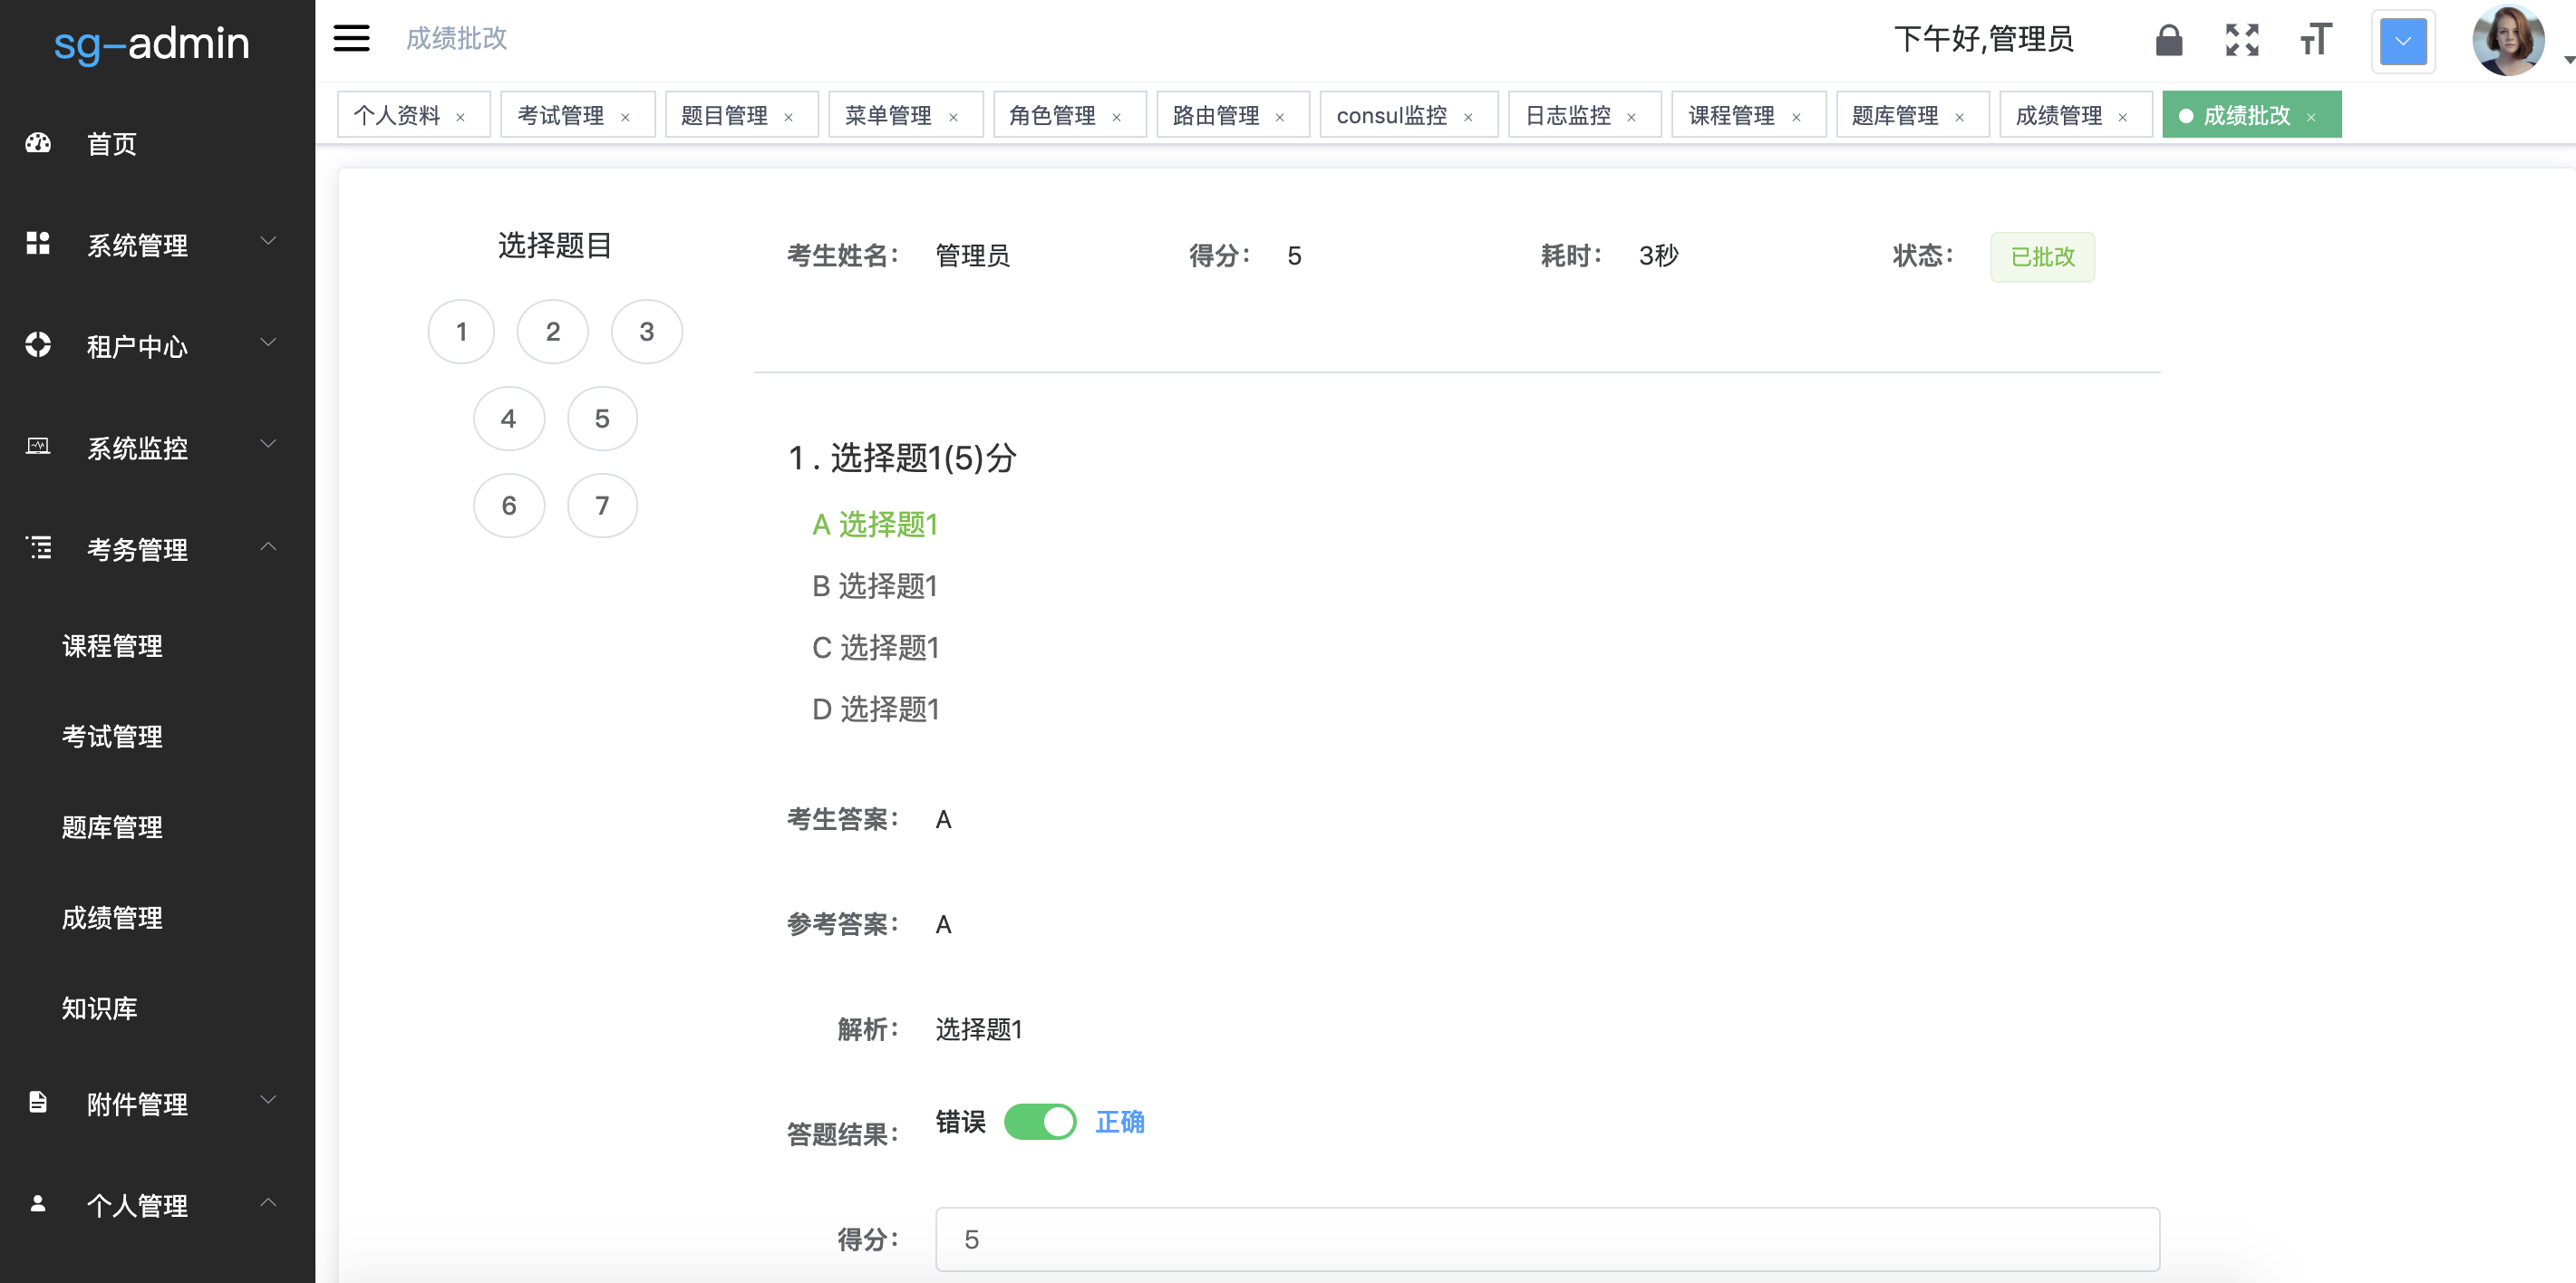 sg-admin
首页
系统管理
租户中心
系统监控
考务管理
课程管理
考试管理
题库管理
成绩管理
知识库
附件管理
个人管理
成绩批改
下午好,管理员
个人资料 × 考试管理 × 题目管理 × 菜单管理 × 角色管理 × 路由管理 × consul监控 × 日志监控 × 课程管理 × 题库管理 × 成绩管理 × 成绩批改 ×
选择题目
1 2 3
4 5
6 7
考生姓名: 管理员 得分: 5 耗时: 3秒 状态: 已批改
1 . 选择题1(5)分
A 选择题1
B 选择题1
C 选择题1
D 选择题1
考生答案: A
参考答案: A
解析: 选择题1
答题结果: 错误 正确
得分: 5